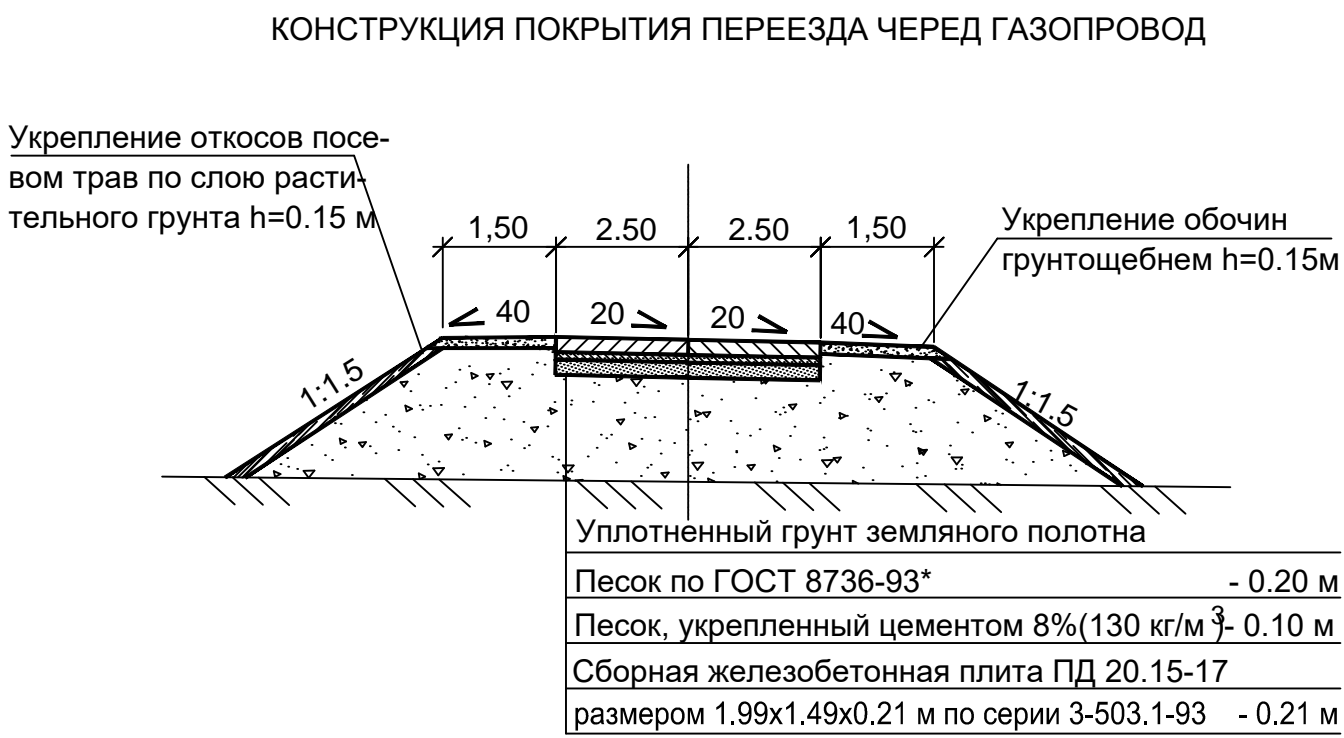 КОНСТРУКЦИЯ ПОКРЫТИЯ ПЕРЕЕЗДА ЧЕРЕД ГАЗОПРОВОД
Укрепление откосов посе-
вом трав по слою расти-
тельного грунта h=0.15 м
1,50 2.50 2.50 1,50
Укрепление обочин
грунтощебнем h=0.15м
40 20 20 40
1:1.5 1:1.5
Уплотненный грунт земляного полотна
Песок по ГОСТ 8736-93* - 0.20 м
Песок, укрепленный цементом 8%(130 кг/м³)- 0.10 м
Сборная железобетонная плита ПД 20.15-17
размером 1.99х1.49х0.21 м по серии 3-503.1-93 - 0.21 м